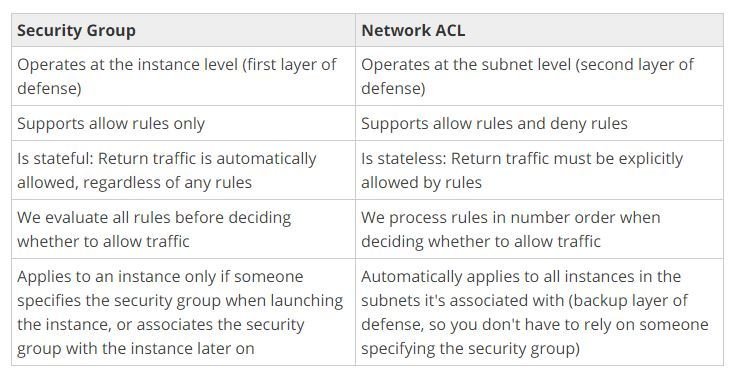 Security Group
Network ACL
Operates at the instance level (first layer of
defense)
Operates at the subnet level (second layer of
defense)
Supports allow rules only
Supports allow rules and deny rules
Is stateful: Return traffic is automatically
allowed, regardless of any rules
Is stateless: Return traffic must be explicitly
allowed by rules
We evaluate all rules before deciding
whether to allow traffic
We process rules in number order when
deciding whether to allow traffic
Applies to an instance only if someone
specifies the security group when launching
the instance, or associates the security
group with the instance later on
Automatically applies to all instances in the
subnets it's associated with (backup layer of
defense, so you don't have to rely on someone
specifying the security group)